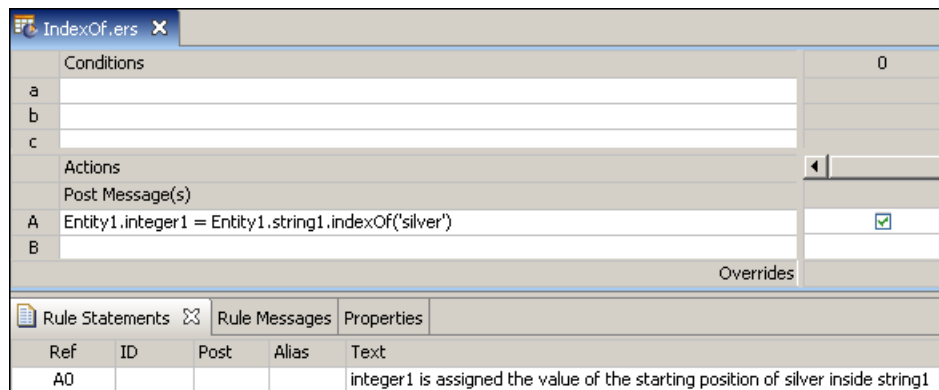 IndexOf.ers
Conditions 0
a
b
c
Actions
Post Message(s)
A Entity1.integer1 = Entity1.string1.indexOf('silver')
B
Overrides
Rule Statements Rule Messages Properties
Ref ID Post Alias Text
A0 integer1 is assigned the value of the starting position of silver inside string1